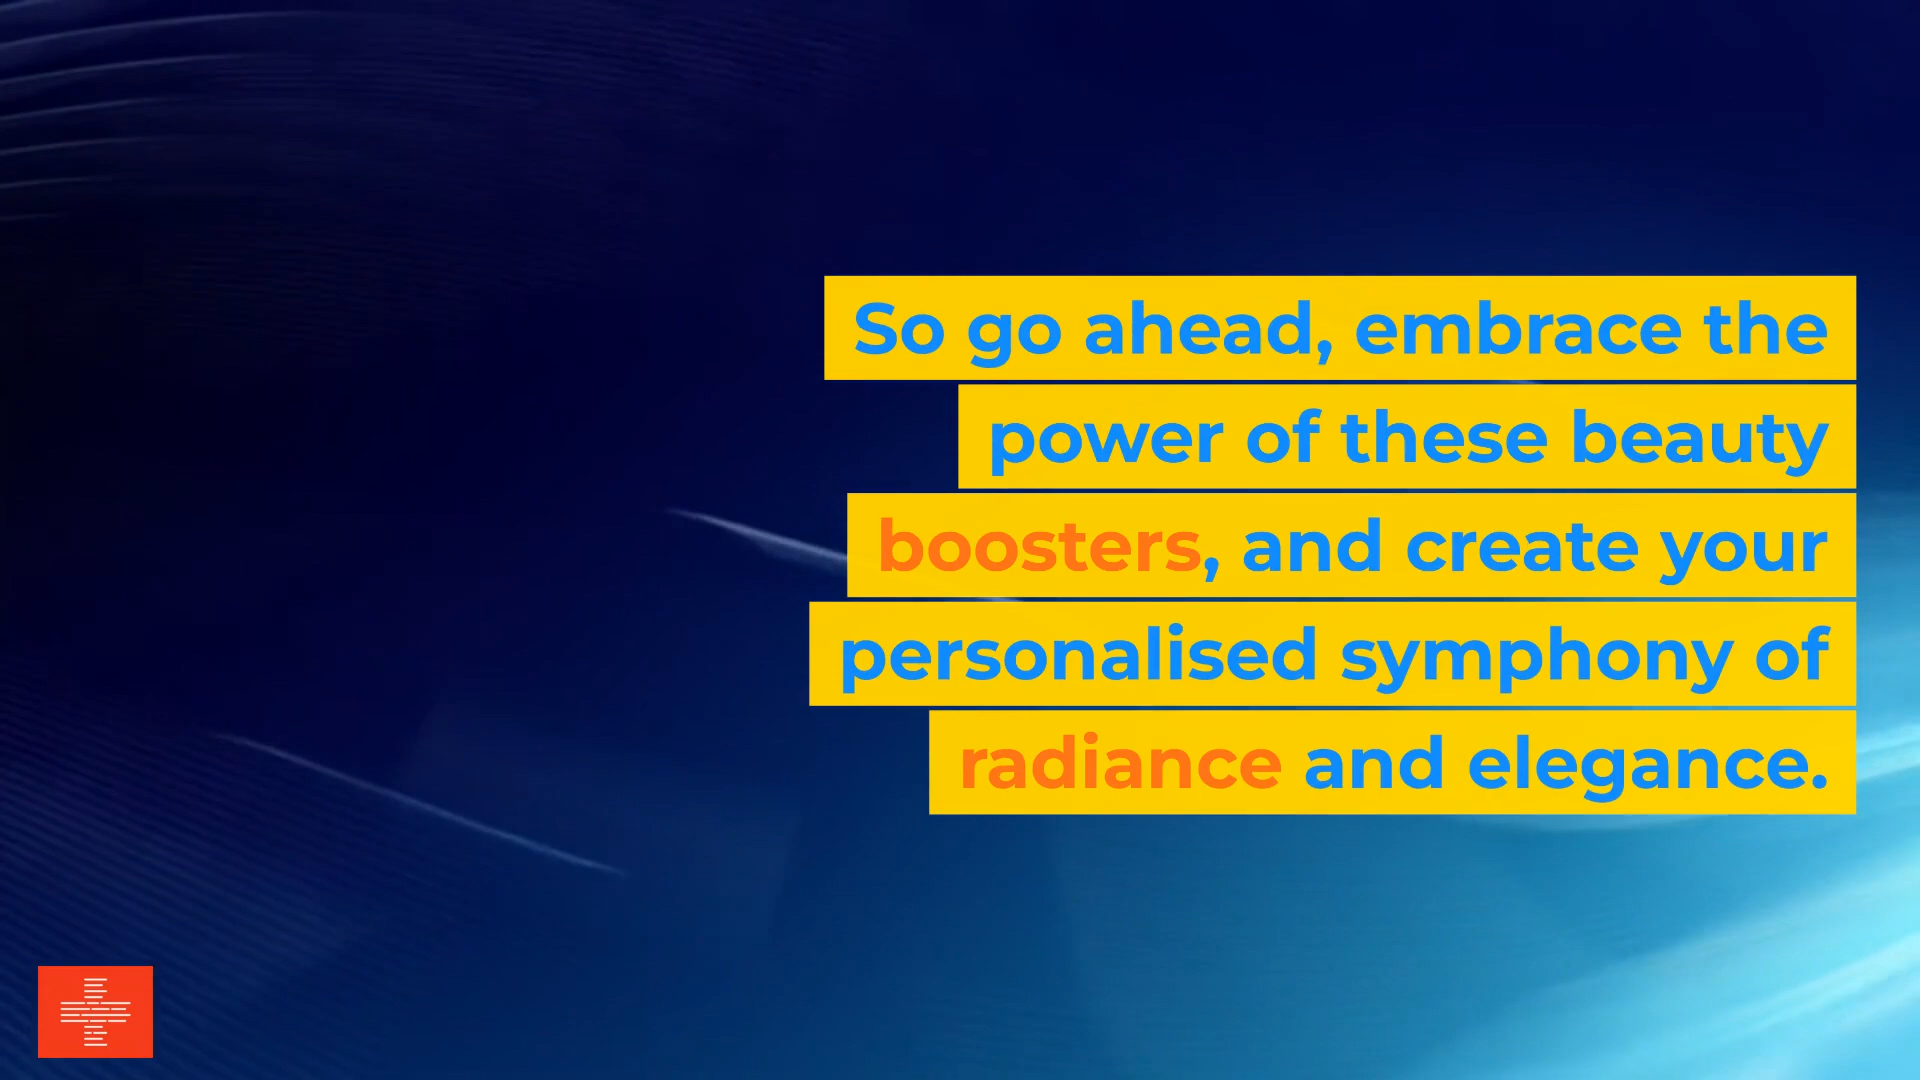 So go ahead, embrace the
power of these beauty
boosters, and create your
personalised symphony of
radiance and elegance.